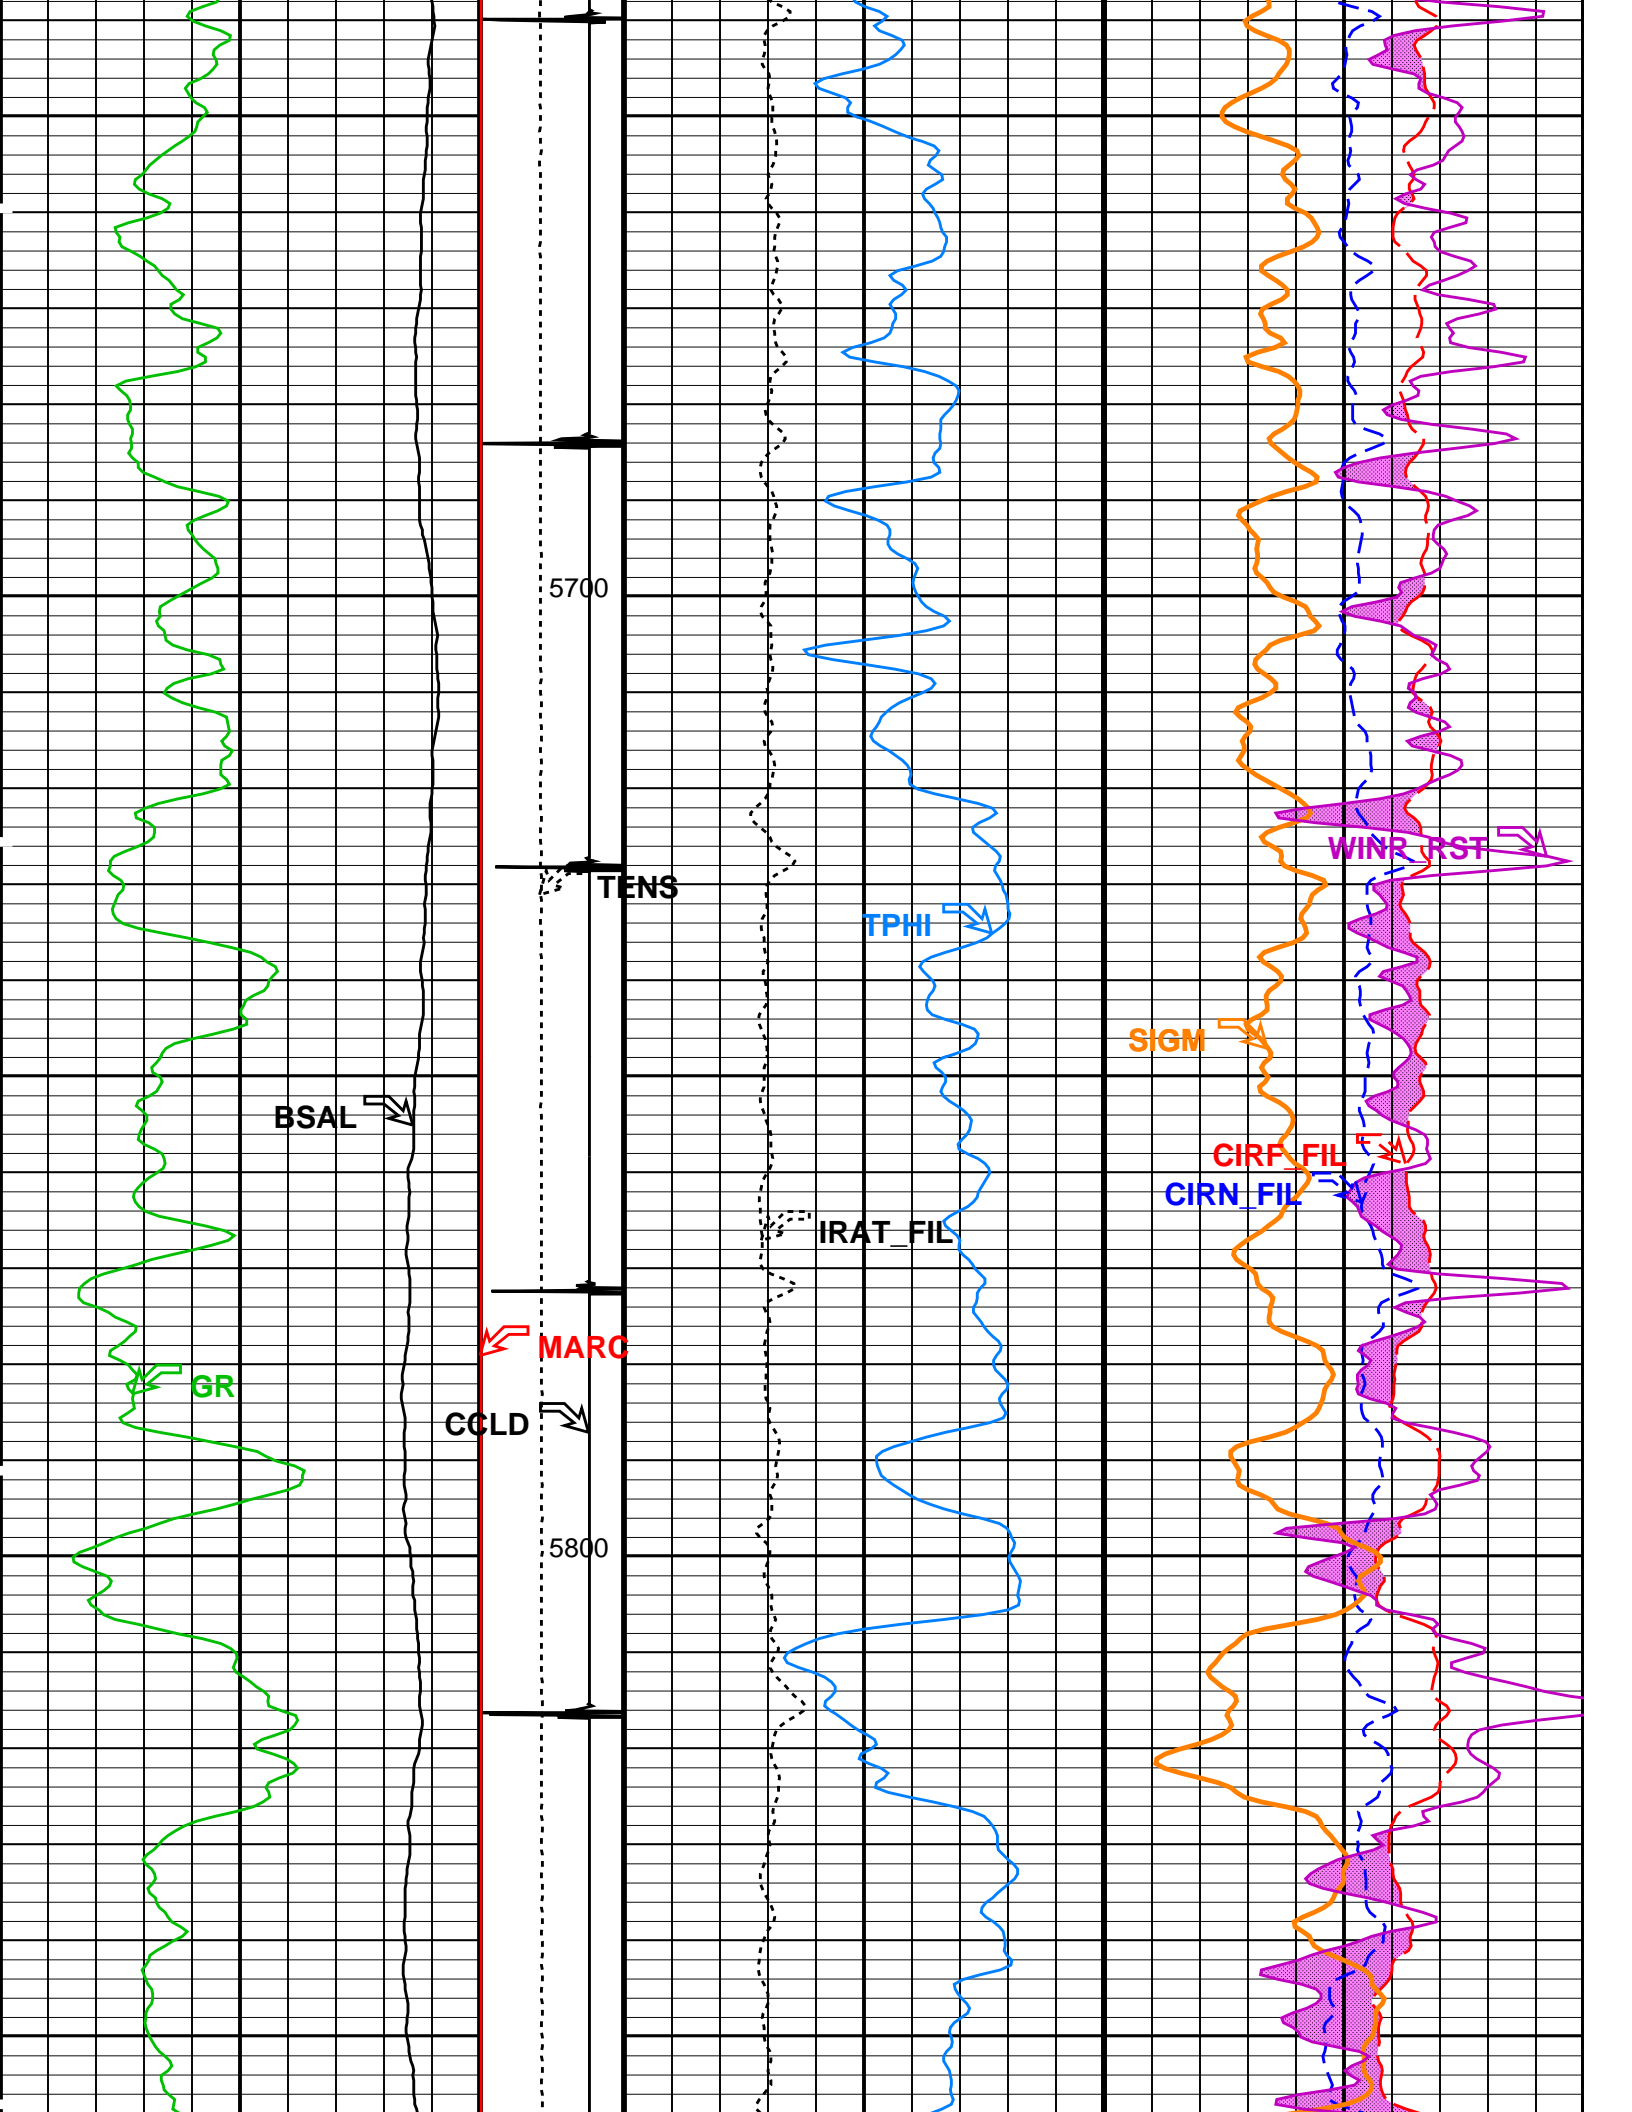 5700
WINR_RST
TENS
TPHI
SIGM
BSAL
CIRF_FIL
CIRN_FIL
IRAT_FIL
MARC
GR
CCLD
5800